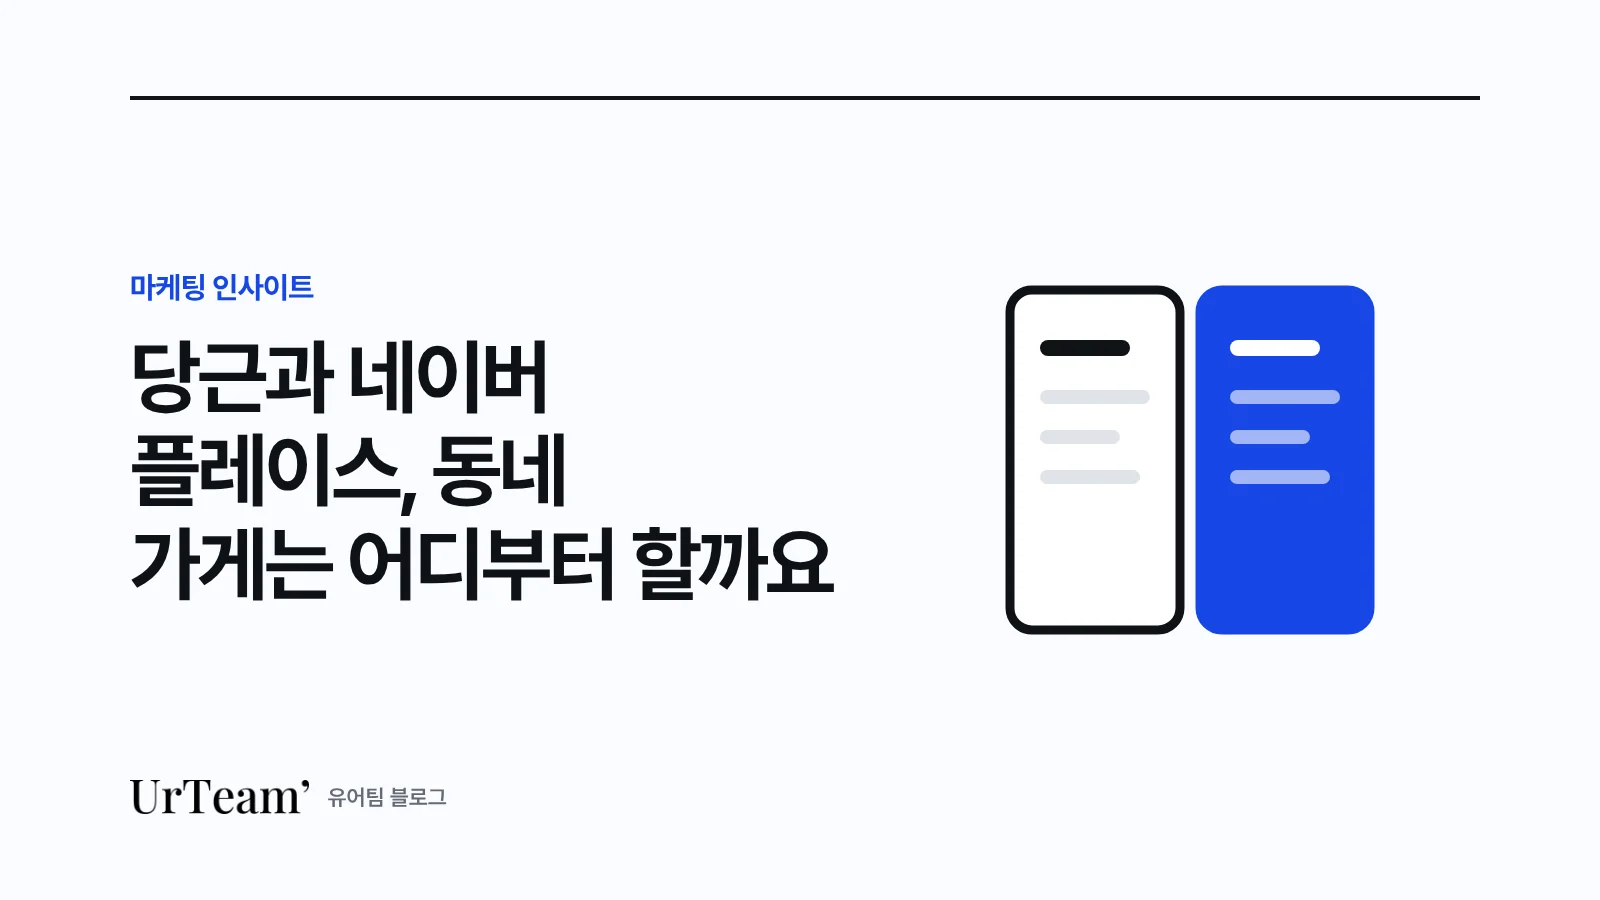 마케팅 인사이트
당근과 네이버
플레이스, 동네
가게는 어디부터 할까요
UrTeam’ 유어팀 블로그